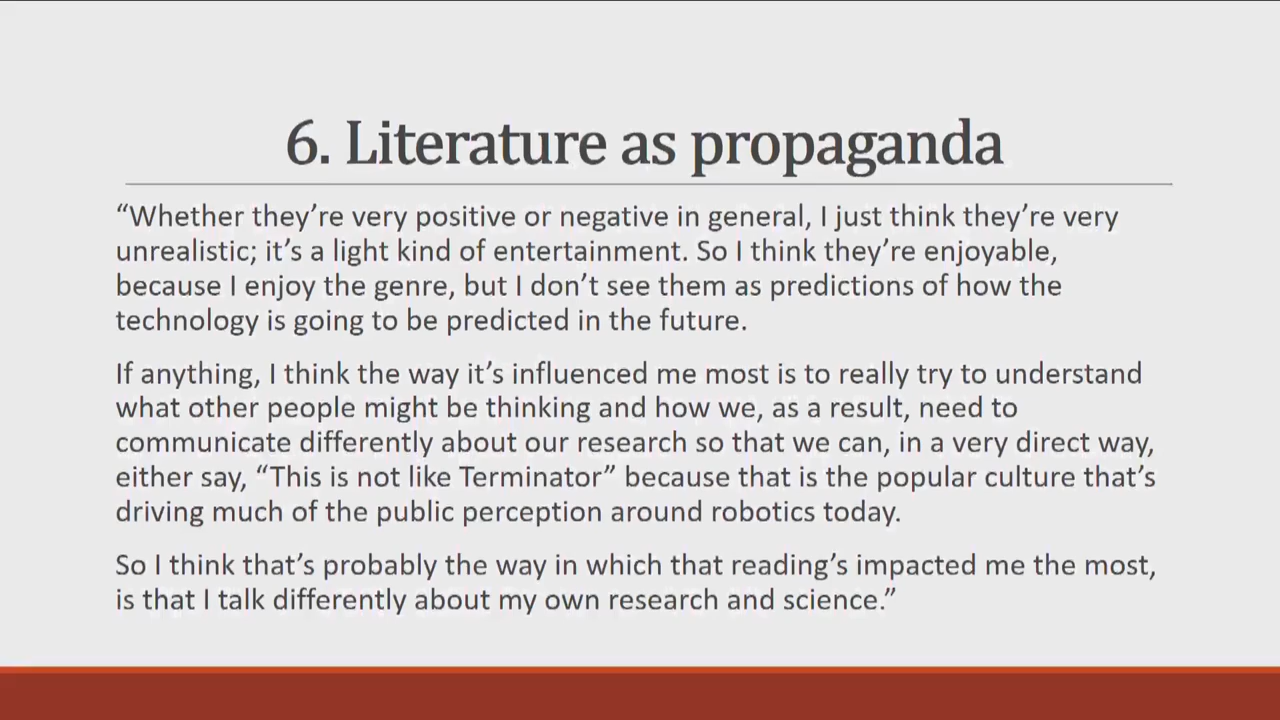 6. Literature as propaganda
“Whether they’re very positive or negative in general, I just think they’re very
unrealistic; it’s a light kind of entertainment. So I think they’re enjoyable,
because I enjoy the genre, but I don’t see them as predictions of how the
technology is going to be predicted in the future.
If anything, I think the way it’s influenced me most is to really try to understand
what other people might be thinking and how we, as a result, need to
communicate differently about our research so that we can, in a very direct way,
either say, “This is not like Terminator” because that is the popular culture that’s
driving much of the public perception around robotics today.
So I think that’s probably the way in which that reading’s impacted me the most,
is that I talk differently about my own research and science.”